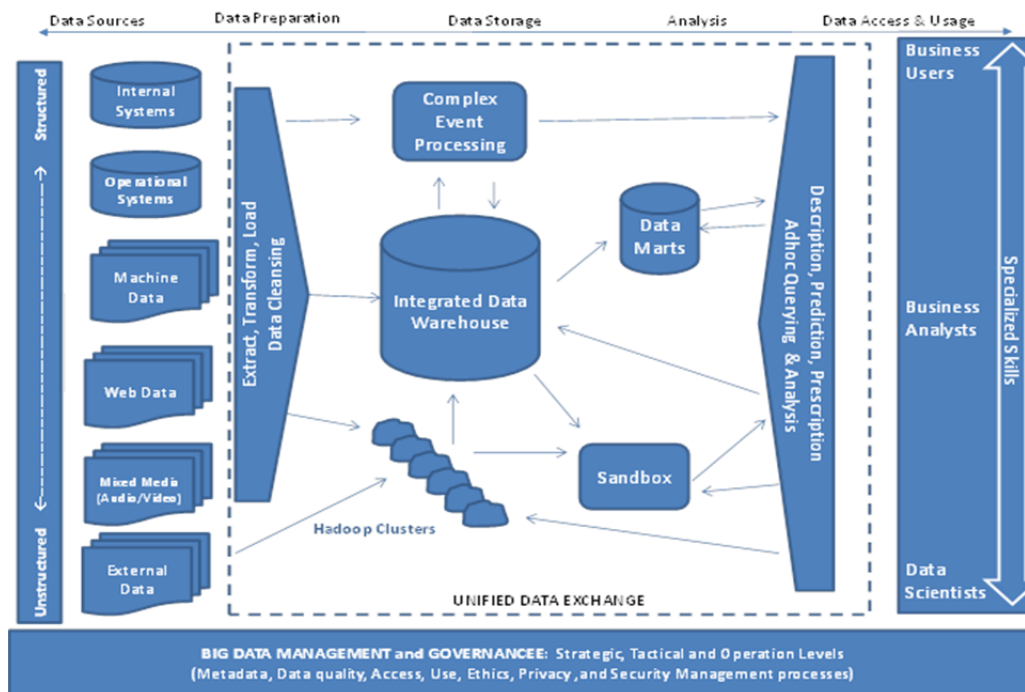 Data Sources
Data Preparation
Data Storage
Analysis
Data Access & Usage
Structured
Unstructured
Internal
Systems
Operational
Systems
Machine
Data
Web Data
Mixed Media
(Audio/Video)
External
Data
Extract, Transform, Load
Data Cleansing
Complex
Event
Processing
Integrated Data
Warehouse
Data
Marts
Hadoop Clusters
Sandbox
Description, Prediction, Prescription
Adhoc Querying & Analysis
UNIFIED DATA EXCHANGE
Business
Users
Business
Analysts
Data
Scientists
Specialized Skills
BIG DATA MANAGEMENT and GOVERNANCEE: Strategic, Tactical and Operation Levels
(Metadata, Data quality, Access, Use, Ethics, Privacy ,and Security Management processes)